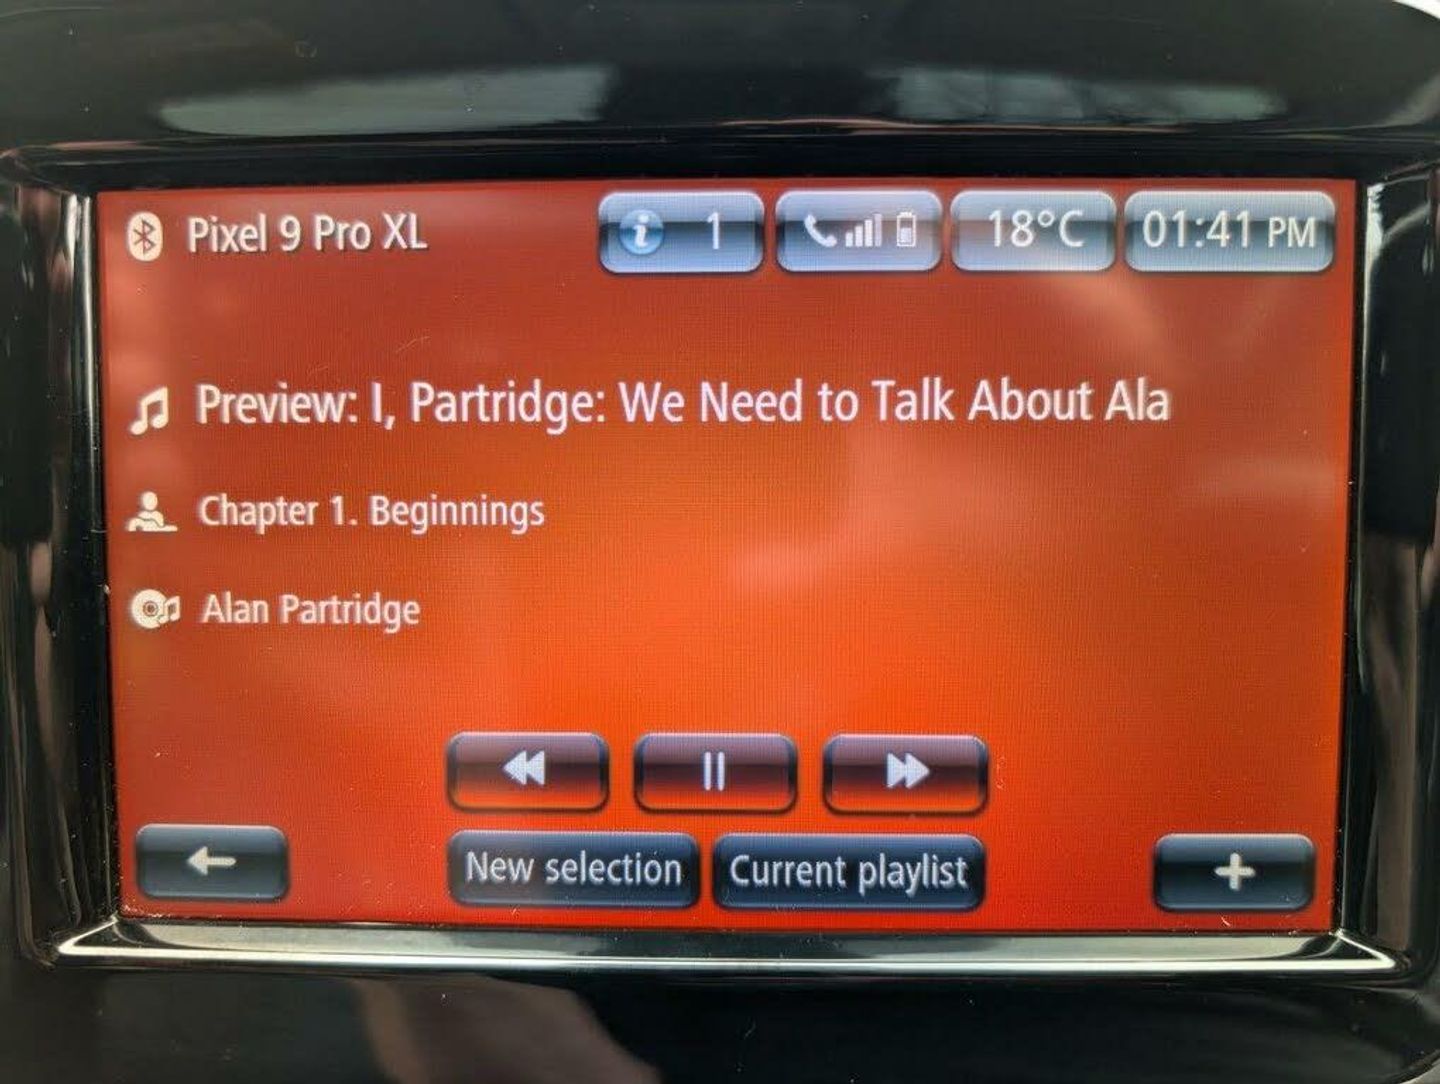 Pixel 9 Pro XL
i 1
18°C
01:41 PM
Preview: I, Partridge: We Need to Talk About Ala
Chapter 1. Beginnings
Alan Partridge
New selection
Current playlist